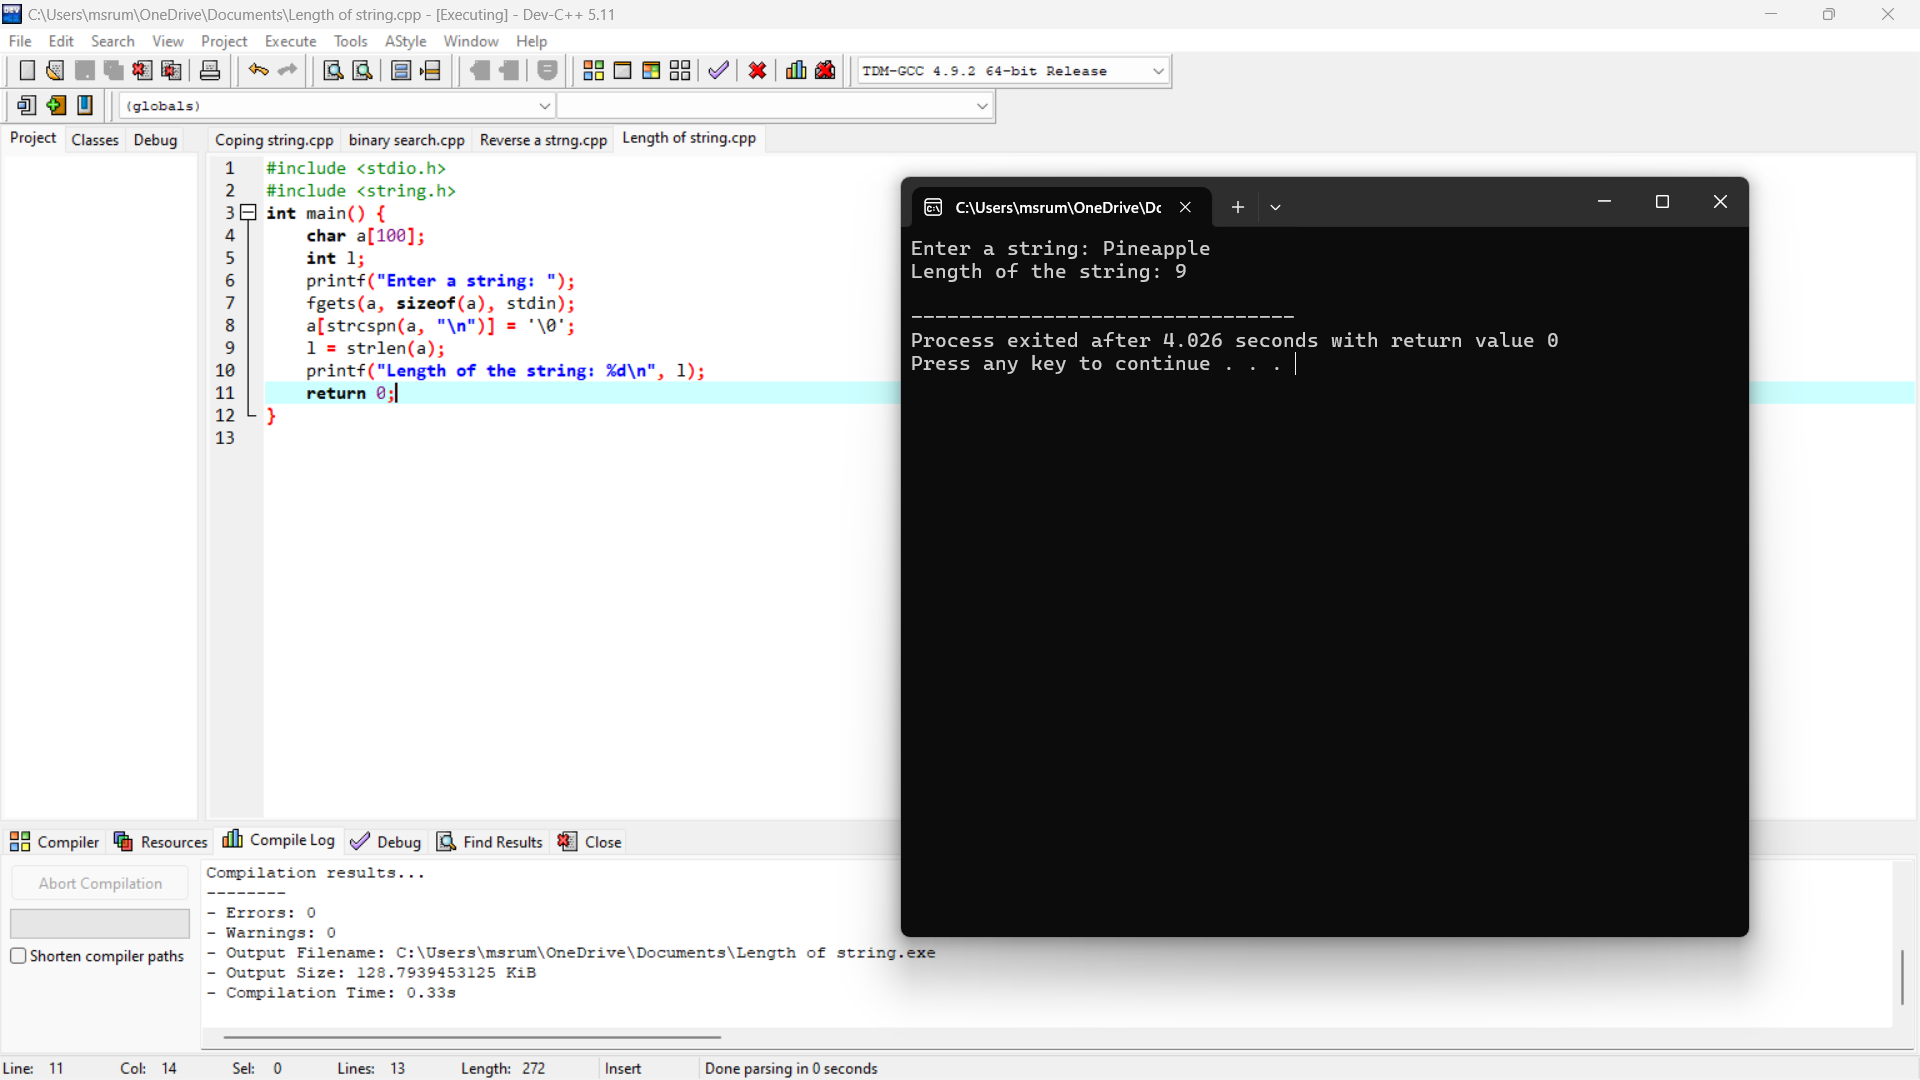 C:\Users\msrum\OneDrive\Documents\Length of string.cpp - [Executing] - Dev-C++ 5.11
File Edit Search View Project Execute Tools AStyle Window Help
TDM-GCC 4.9.2 64-bit Release
(globals)
Project Classes Debug
Coping string.cpp binary search.cpp Reverse a strng.cpp Length of string.cpp
1 #include <stdio.h>
2 #include <string.h>
3 int main() {
4 char a[100];
5 int l;
6 printf("Enter a string: ");
7 fgets(a, sizeof(a), stdin);
8 a[strcspn(a, "\n")] = '\0';
9 l = strlen(a);
10 printf("Length of the string: %d\n", l);
11 return 0;
12 }
13
C:\Users\msrum\OneDrive\Dc
Enter a string: Pineapple
Length of the string: 9
--------------------------------
Process exited after 4.026 seconds with return value 0
Press any key to continue . . .
Compiler Resources Compile Log Debug Find Results Close
Abort Compilation
Shorten compiler paths
Compilation results...
--------
- Errors: 0
- Warnings: 0
- Output Filename: C:\Users\msrum\OneDrive\Documents\Length of string.exe
- Output Size: 128.7939453125 KiB
- Compilation Time: 0.33s
Line: 11 Col: 14 Sel: 0 Lines: 13 Length: 272 Insert Done parsing in 0 seconds